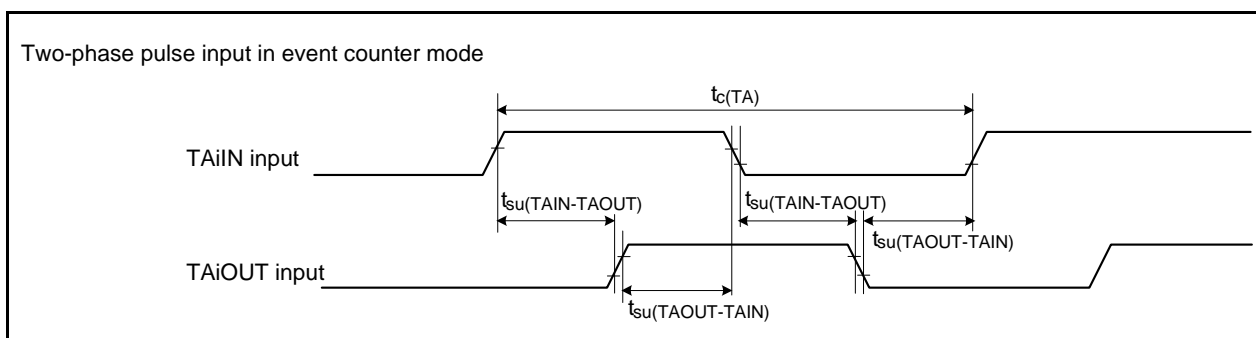 Two-phase pulse input in event counter mode
tc(TA)
TAiIN input
tsu(TAIN-TAOUT)
tsu(TAIN-TAOUT)
tsu(TAOUT-TAIN)
TAiOUT input
tsu(TAOUT-TAIN)